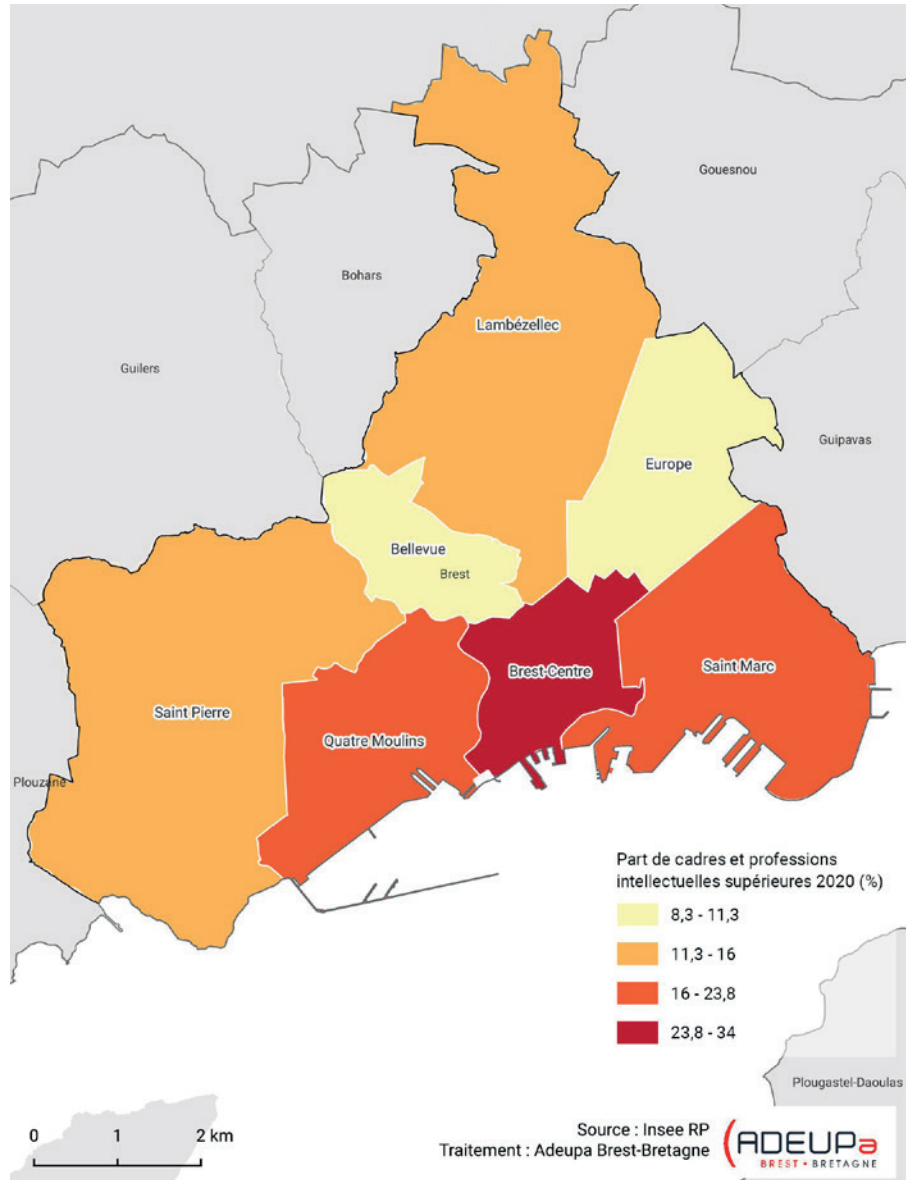 Gouesnou
Bohars
Lambézellec
Guilers
Guipavas
Europe
Bellevue
Brest
Brest-Centre
Saint Marc
Saint Pierre
Quatre Moulins
Plouzané
Part de cadres et professions
intellectuelles supérieures 2020 (%)
8,3 - 11,3
11,3 - 16
16 - 23,8
23,8 - 34
Plougastel-Daoulas
0 1 2 km
Source : Insee RP
Traitement : Adeupa Brest-Bretagne
ADEUPa
BREST • BRETAGNE